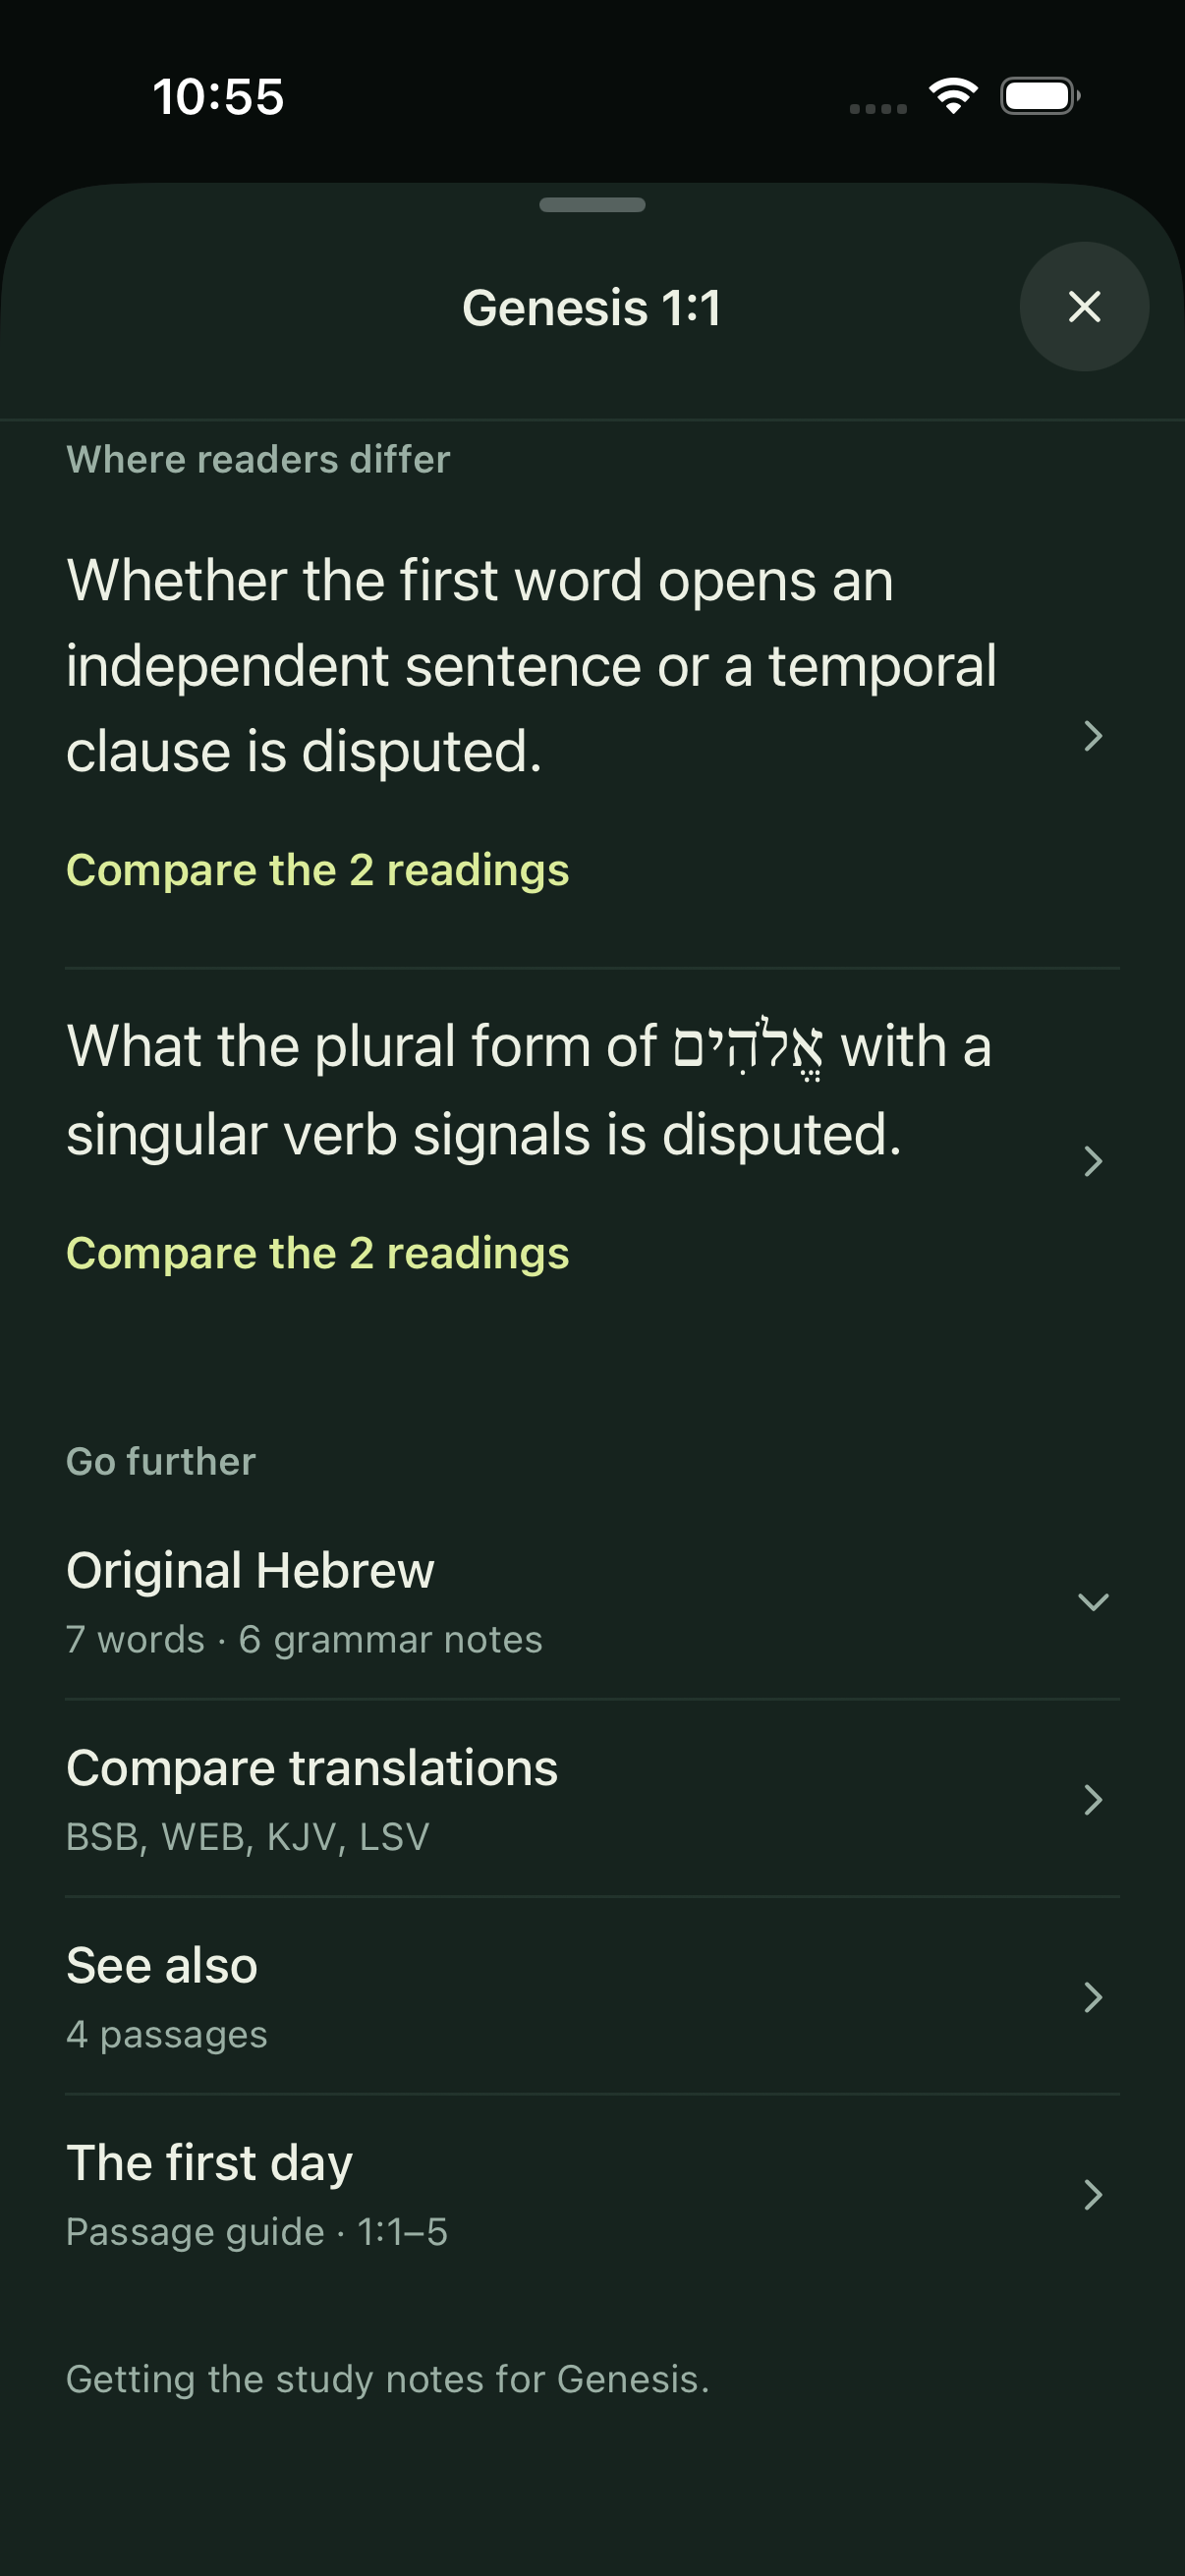 10:55
Genesis 1:1
Where readers differ
Whether the first word opens an
independent sentence or a temporal
clause is disputed.
Compare the 2 readings
What the plural form of אֱלֹהִים with a
singular verb signals is disputed.
Compare the 2 readings
Go further
Original Hebrew
7 words · 6 grammar notes
Compare translations
BSB, WEB, KJV, LSV
See also
4 passages
The first day
Passage guide · 1:1–5
Getting the study notes for Genesis.